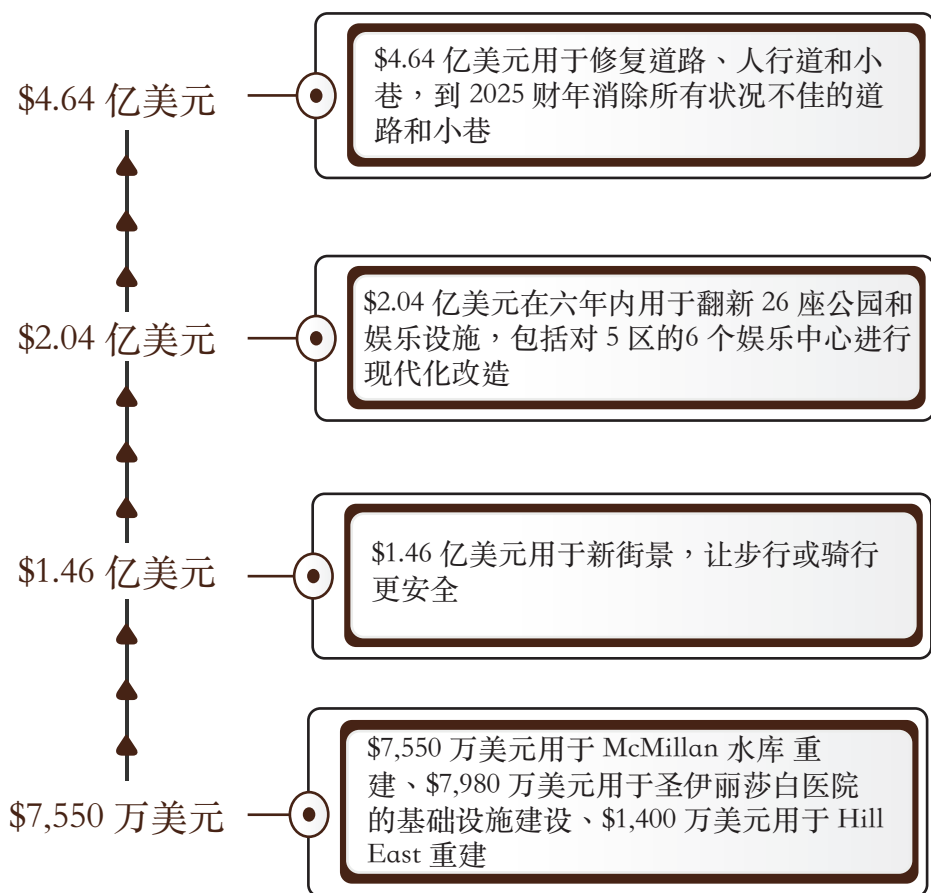 $4.64 亿美元
$4.64 亿美元用于修复道路、人行道和小
巷，到 2025 财年消除所有状况不佳的道
路和小巷
$2.04 亿美元
$2.04 亿美元在六年内用于翻新 26 座公园和
娱乐设施，包括对 5 区的6 个娱乐中心进行
现代化改造
$1.46 亿美元
$1.46 亿美元用于新街景，让步行或骑行
更安全
$7,550 万美元
$7,550 万美元用于 McMillan 水库 重
建、$7,980 万美元用于圣伊丽莎白医院
的基础设施建设、$1,400 万美元用于 Hill
East 重建